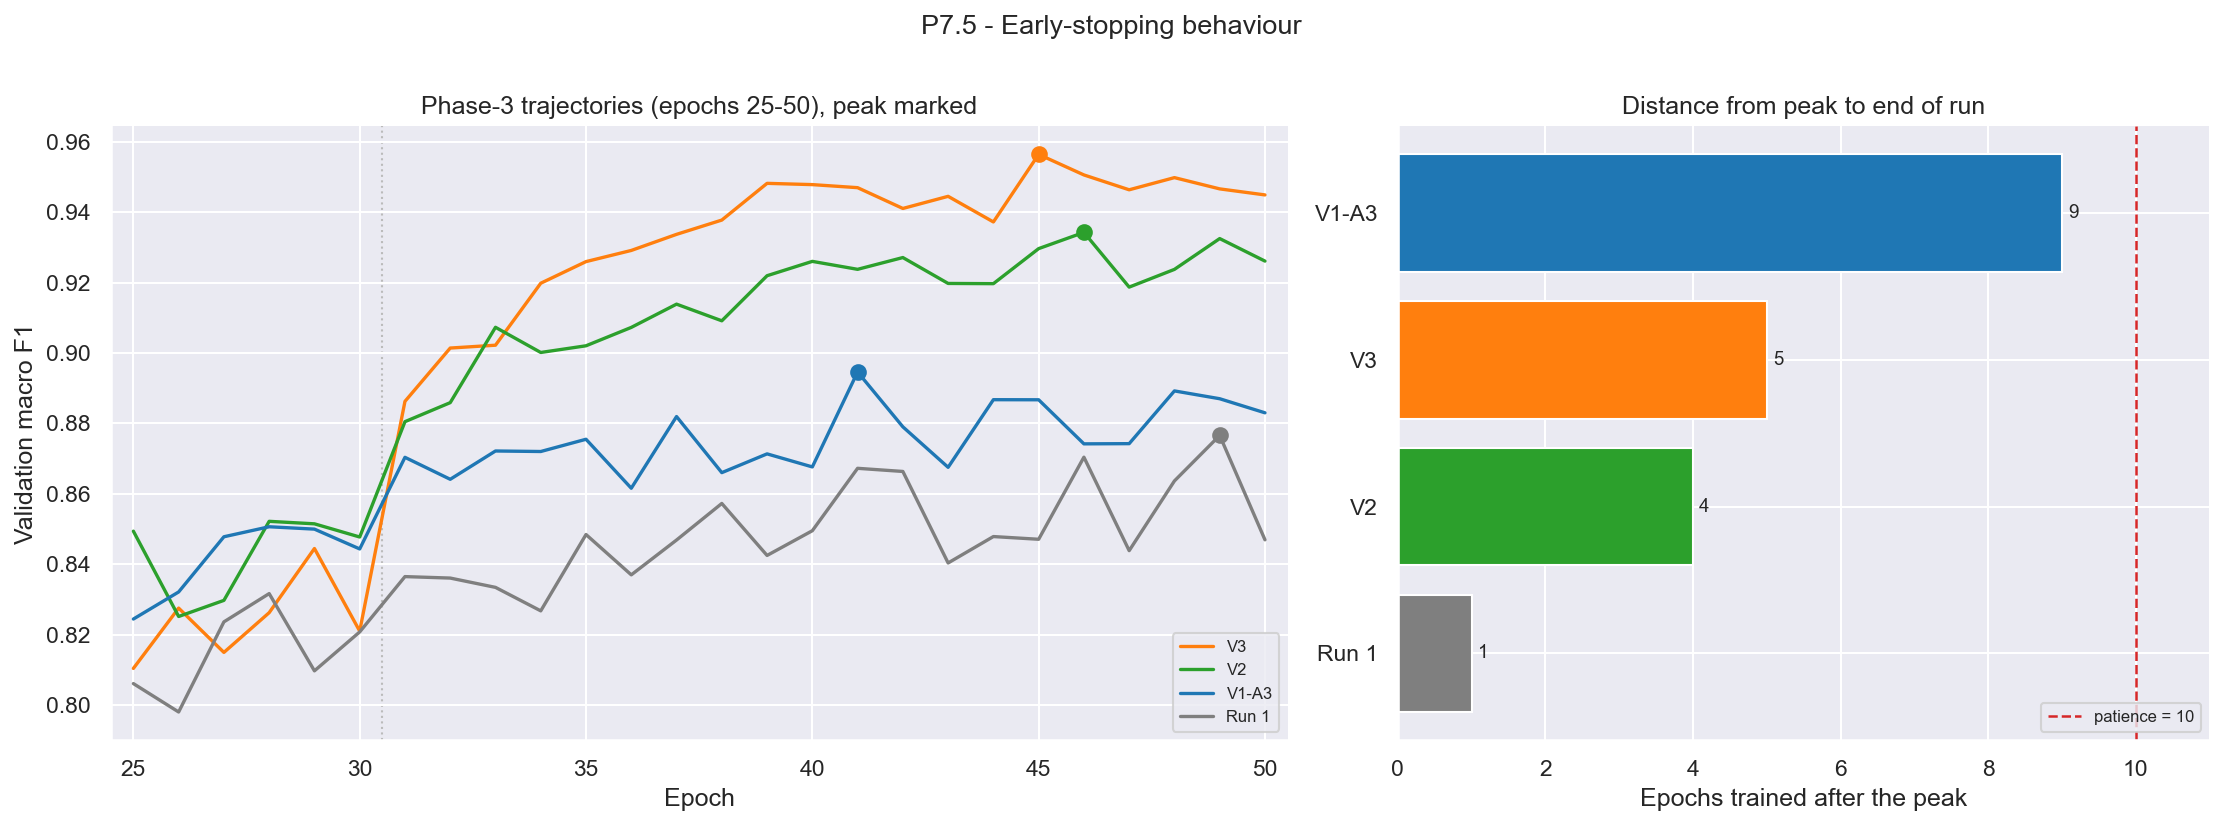 P7.5 - Early-stopping behaviour
Phase-3 trajectories (epochs 25-50), peak marked
Validation macro F1
0.96
0.94
0.92
0.90
0.88
0.86
0.84
0.82
0.80
25
30
35
40
45
50
Epoch
V3
V2
V1-A3
Run 1
Distance from peak to end of run
V1-A3
9
V3
5
V2
4
Run 1
1
patience = 10
0
2
4
6
8
10
Epochs trained after the peak